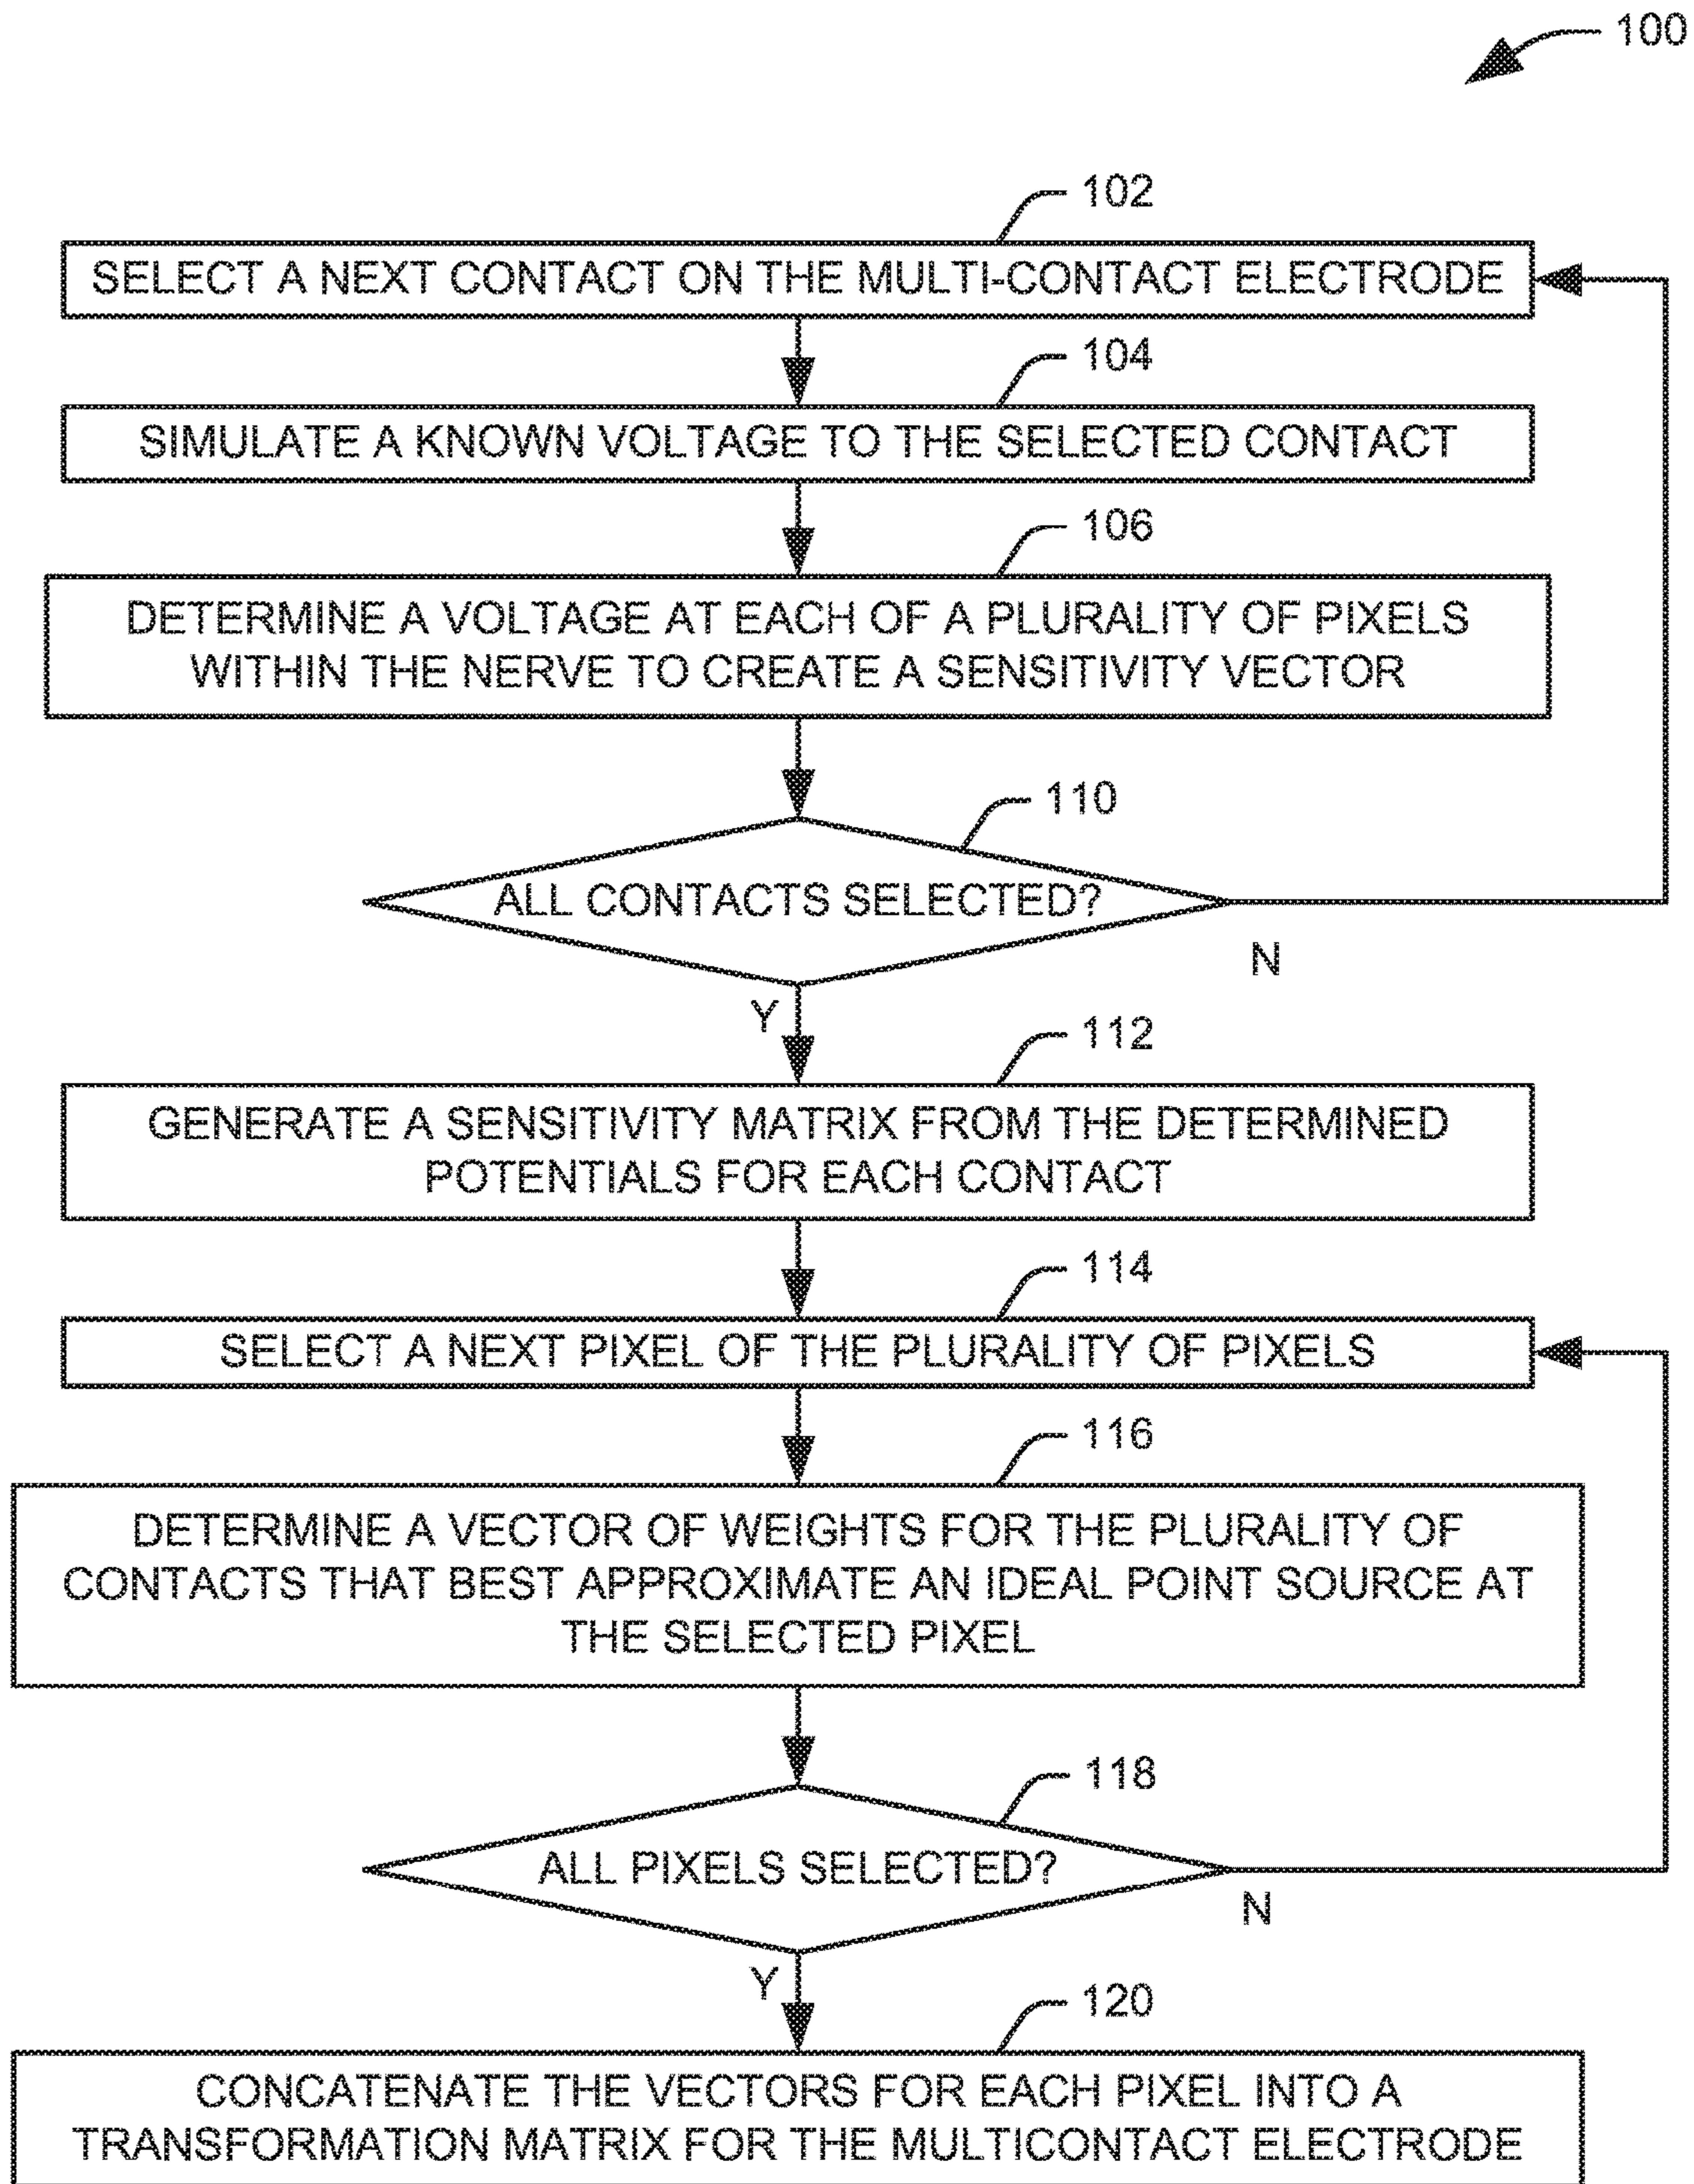 100
102
SELECT A NEXT CONTACT ON THE MULTI-CONTACT ELECTRODE
104
SIMULATE A KNOWN VOLTAGE TO THE SELECTED CONTACT
106
DETERMINE A VOLTAGE AT EACH OF A PLURALITY OF PIXELS
WITHIN THE NERVE TO CREATE A SENSITIVITY VECTOR
110
ALL CONTACTS SELECTED?
N
Y
112
GENERATE A SENSITIVITY MATRIX FROM THE DETERMINED
POTENTIALS FOR EACH CONTACT
114
SELECT A NEXT PIXEL OF THE PLURALITY OF PIXELS
116
DETERMINE A VECTOR OF WEIGHTS FOR THE PLURALITY OF
CONTACTS THAT BEST APPROXIMATE AN IDEAL POINT SOURCE AT
THE SELECTED PIXEL
118
ALL PIXELS SELECTED?
N
Y
120
CONCATENATE THE VECTORS FOR EACH PIXEL INTO A
TRANSFORMATION MATRIX FOR THE MULTICONTACT ELECTRODE